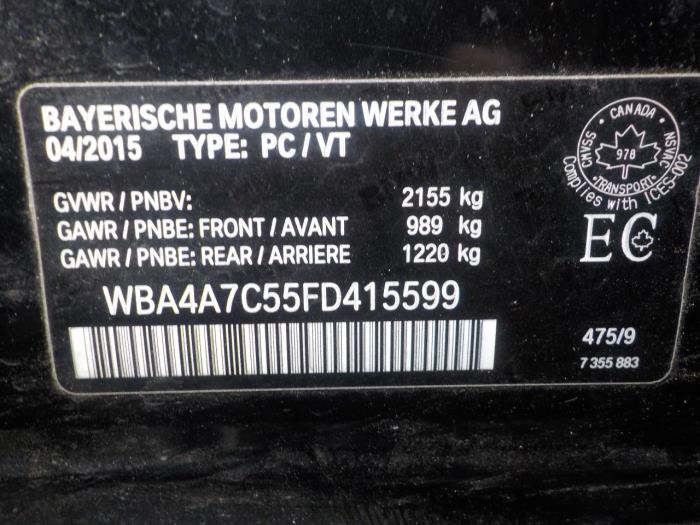 BAYERISCHE MOTOREN WERKE AG
04/2015 TYPE: PC / VT
GVWR / PNBV: 2155 kg
GAWR / PNBE: FRONT / AVANT 989 kg
GAWR / PNBE: REAR / ARRIERE 1220 kg
WBA4A7C55FD415599
• CANADA •
CMVSS
978
NSVAC
• TRANSPORT •
Complies with ICES-002
EC
475/9
7 355 883